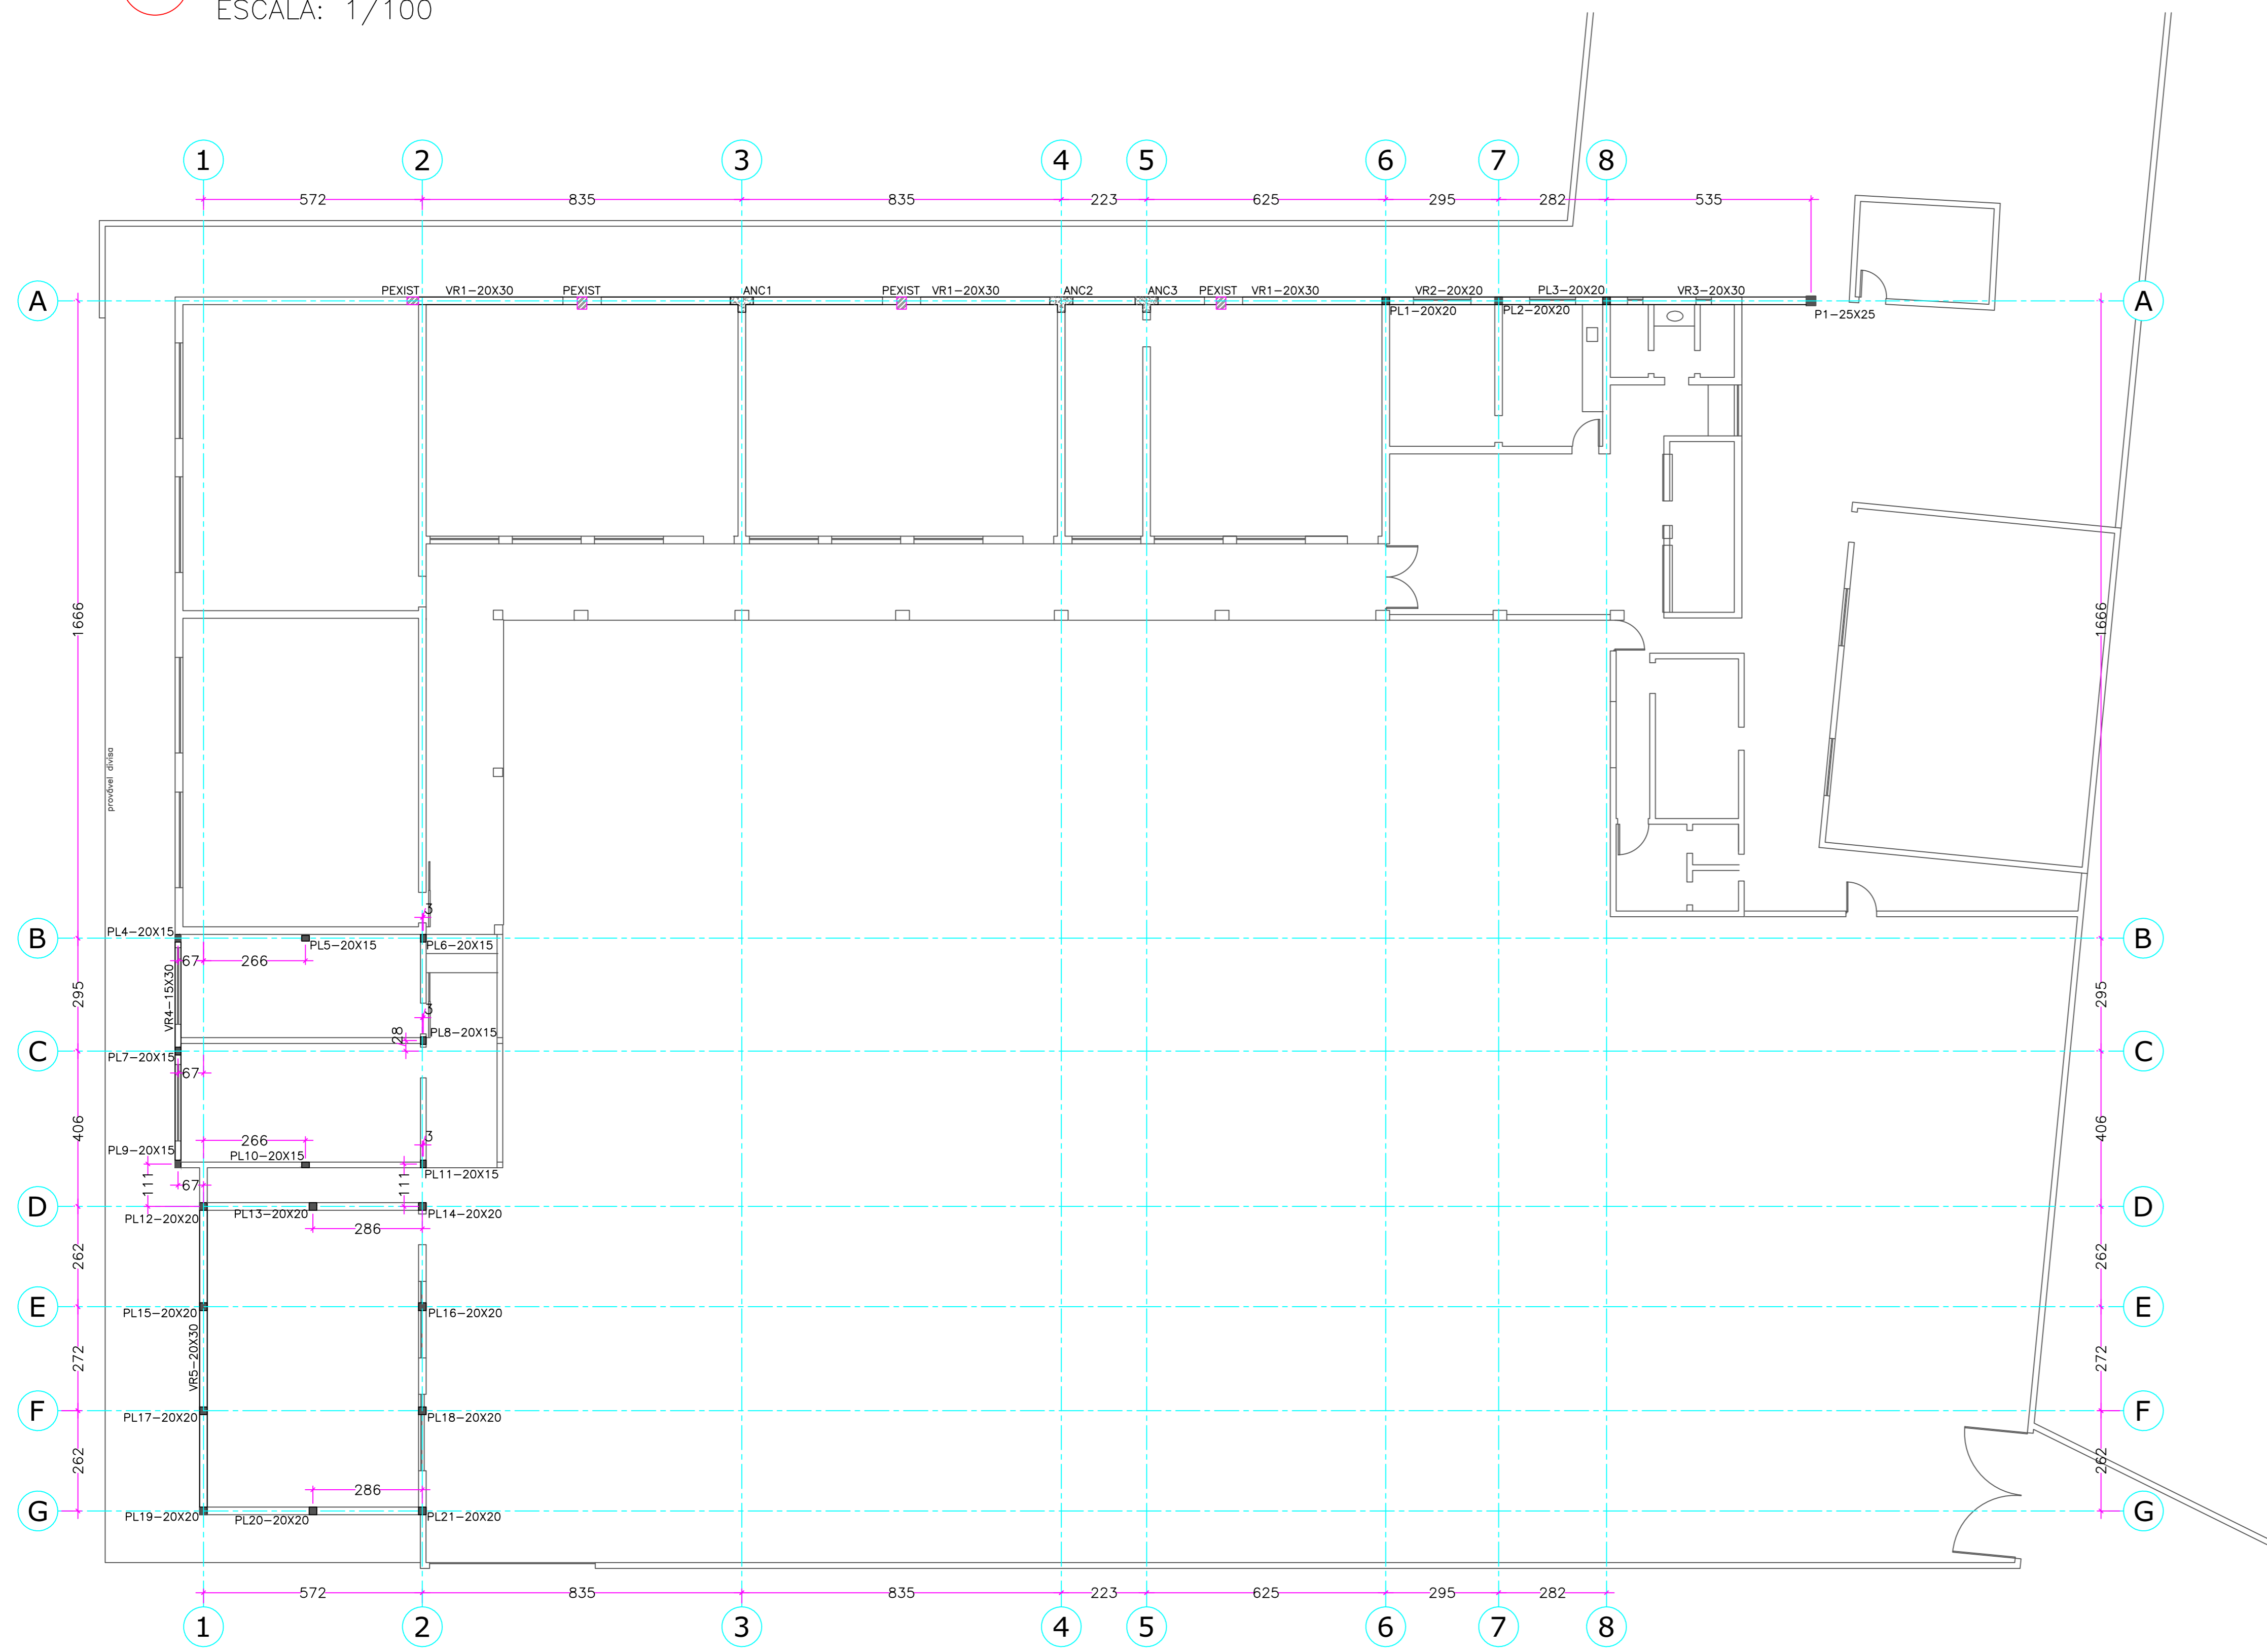 ESCALA: 1/100
1 2 3 4 5 6 7 8
572 835 835 223 625 295 282 535
PEXIST VR1-20X30 PEXIST ANC1 PEXIST VR1-20X30 ANC2 ANC3 PEXIST VR1-20X30 VR2-20X20 PL3-20X20 VR3-20X30
A A
PL1-20X20 PL2-20X20 P1-25X25
1666 1666
provável divisa
3
PL4-20X15
B B
PL5-20X15 PL6-20X15
67 266
VR4-15X30
295 295
3
28
PL8-20X15
C C
PL7-20X15
67
406 406
266 3
PL9-20X15 PL10-20X15
PL11-20X15
111 67 111
D D
PL12-20X20 PL13-20X20 PL14-20X20
286
262 262
E E
PL15-20X20 PL16-20X20
VR5-20X30
272 272
F F
PL17-20X20 PL18-20X20
262 262
286
G G
PL19-20X20 PL20-20X20 PL21-20X20
572 835 835 223 625 295 282
1 2 3 4 5 6 7 8